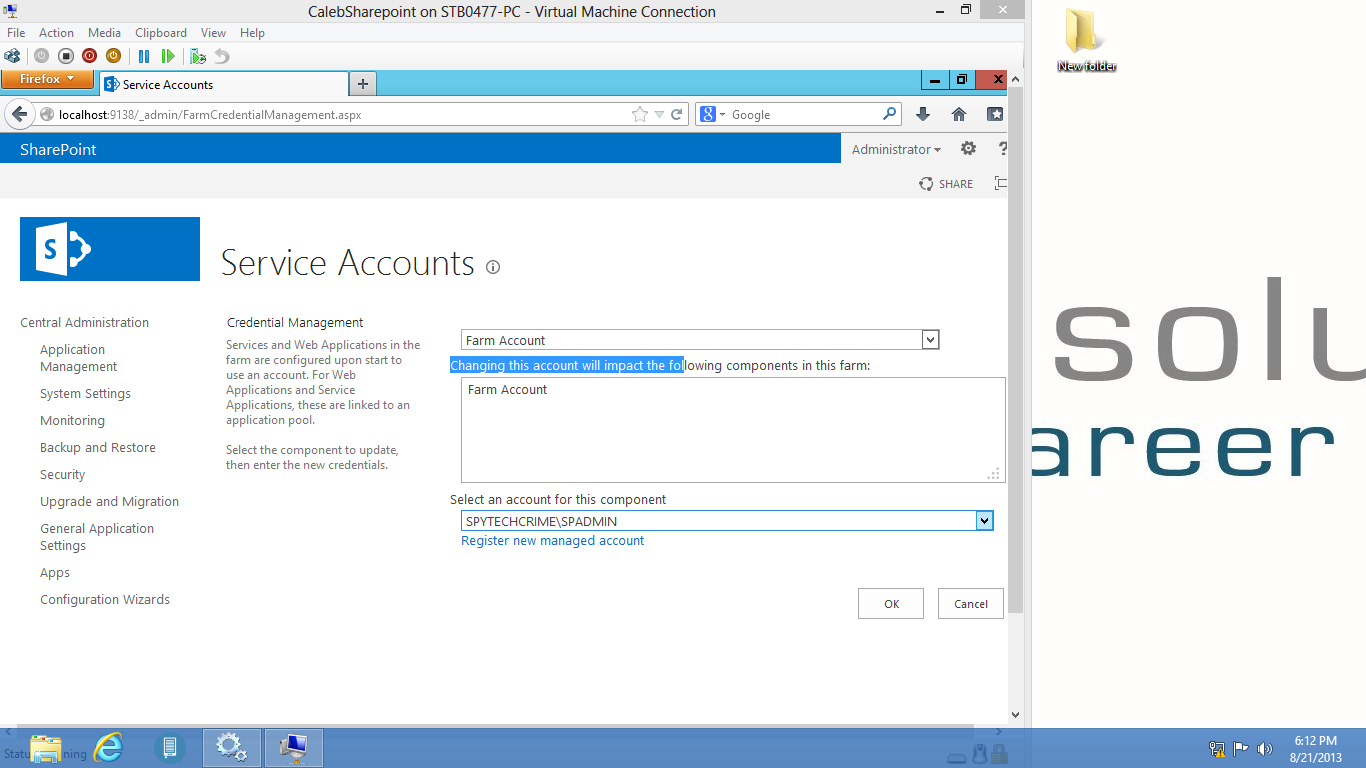 CalebSharepoint on STB0477-PC - Virtual Machine Connection
File Action Media Clipboard View Help
Firefox
Service Accounts
localhost:9138/_admin/FarmCredentialManagement.aspx
Google
SharePoint
Administrator
?
SHARE
S
Service Accounts
Central Administration
Application
Management
System Settings
Monitoring
Backup and Restore
Security
Upgrade and Migration
General Application
Settings
Apps
Configuration Wizards
Credential Management
Services and Web Applications in the
farm are configured upon start to
use an account. For Web
Applications and Service
Applications, these are linked to an
application pool.
Select the component to update,
then enter the new credentials.
Farm Account
Changing this account will impact the following components in this farm:
Farm Account
Select an account for this component
SPYTECHCRIME\SPADMIN
Register new managed account
OK
Cancel
New folder
solu
areer
6:12 PM
8/21/2013